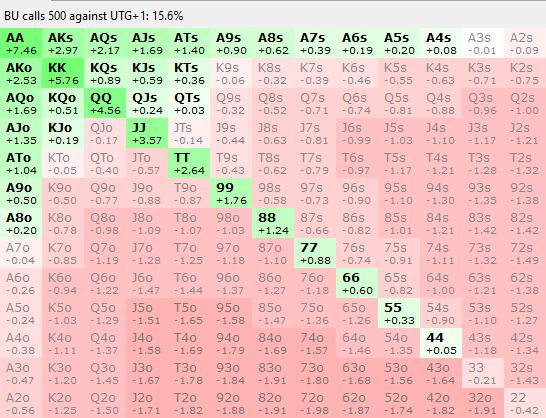 BU calls 500 against UTG+1: 15.6%
AA AKs AQs AJs ATs A9s A8s A7s A6s A5s A4s A3s A2s
+7.46 +2.97 +2.17 +1.69 +1.40 +0.90 +0.62 +0.39 +0.19 +0.20 +0.08 -0.01 -0.09
AKo KK KQs KJs KTs K9s K8s K7s K6s K5s K4s K3s K2s
+2.53 +5.76 +0.89 +0.59 +0.36 -0.06 -0.32 -0.39 -0.46 -0.55 -0.63 -0.71 -0.75
AQo KQo QQ QJs QTs Q9s Q8s Q7s Q6s Q5s Q4s Q3s Q2s
+1.69 +0.51 +4.56 +0.24 +0.03 -0.32 -0.52 -0.71 -0.74 -0.81 -0.88 -0.96 -1.00
AJo KJo QJo JJ JTs J9s J8s J7s J6s J5s J4s J3s J2s
+1.35 +0.19 -0.17 +3.57 -0.14 -0.44 -0.63 -0.81 -0.99 -1.03 -1.10 -1.17 -1.21
ATo KTo QTo JTo TT T9s T8s T7s T6s T5s T4s T3s T2s
+1.04 -0.05 -0.40 -0.57 +2.64 -0.43 -0.62 -0.79 -0.97 -1.17 -1.21 -1.28 -1.32
A9o K9o Q9o J9o T9o 99 98s 97s 96s 95s 94s 93s 92s
+0.49 -0.50 -0.77 -0.88 -0.87 +1.76 -0.58 -0.73 -0.90 -1.10 -1.30 -1.35 -1.38
A8o K8o Q8o J8o T8o 98o 88 87s 86s 85s 84s 83s 82s
+0.20 -0.78 -0.98 -1.09 -1.07 -1.03 +1.24 -0.66 -0.82 -1.01 -1.21 -1.42 -1.42
A7o K7o Q7o J7o T7o 97o 87o 77 76s 75s 74s 73s 72s
-0.04 -0.85 -1.19 -1.28 -1.25 -1.18 -1.10 +0.88 -0.74 -0.91 -1.11 -1.32 -1.49
A6o K6o Q6o J6o T6o 96o 86o 76o 66 65s 64s 63s 62s
-0.26 -0.94 -1.22 -1.47 -1.44 -1.37 -1.27 -1.18 +0.60 -0.82 -1.00 -1.21 -1.38
A5o K5o Q5o J5o T5o 95o 85o 75o 65o 55 54s 53s 52s
-0.24 -1.03 -1.29 -1.51 -1.65 -1.58 -1.47 -1.36 -1.26 +0.33 -0.90 -1.10 -1.27
A4o K4o Q4o J4o T4o 94o 84o 74o 64o 54o 44 43s 42s
-0.38 -1.11 -1.37 -1.58 -1.69 -1.79 -1.69 -1.57 -1.46 -1.35 +0.05 -1.18 -1.34
A3o K3o Q3o J3o T3o 93o 83o 73o 63o 53o 43o 33 32s
-0.47 -1.20 -1.45 -1.67 -1.78 -1.84 -1.91 -1.80 -1.68 -1.56 -1.64 -0.21 -1.43
A2o K2o Q2o J2o T2o 92o 82o 72o 62o 52o 42o 32o 22
-0.56 -1.25 -1.50 -1.71 -1.82 -1.88 -1.91 -1.98 -1.87 -1.74 -1.82 -1.91 -0.42